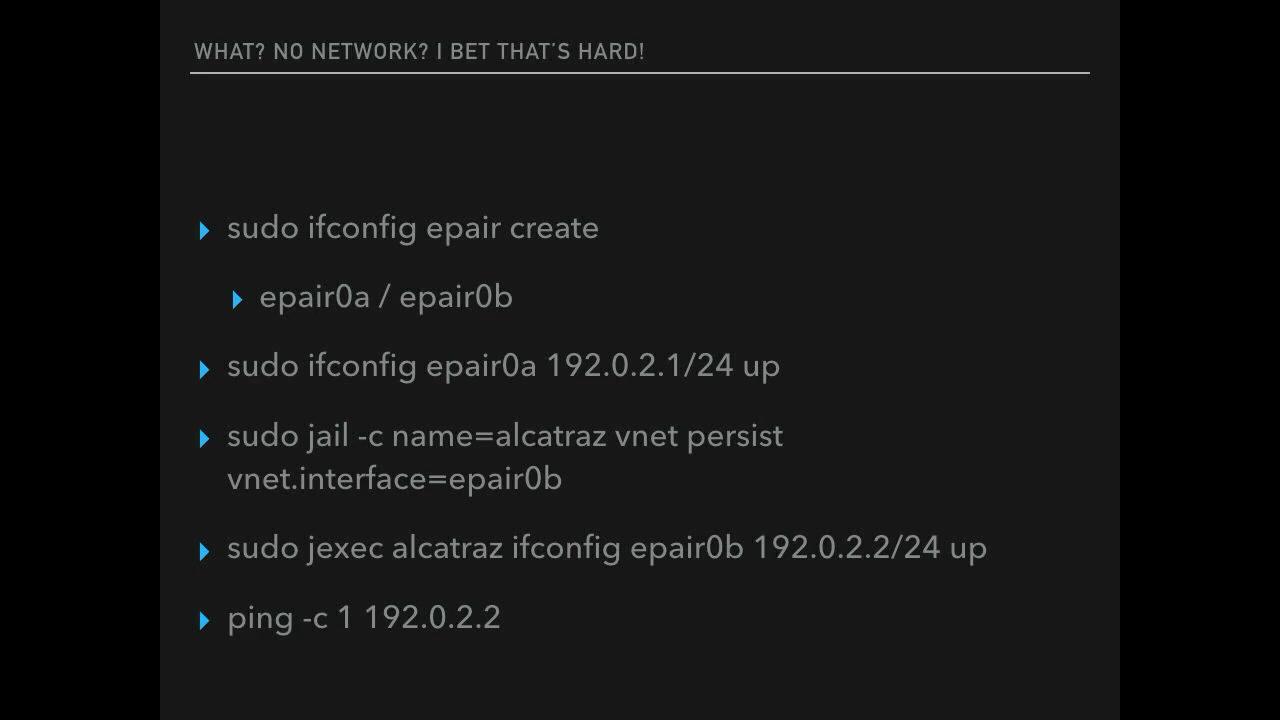 WHAT? NO NETWORK? I BET THAT'S HARD!
sudo ifconfig epair create
epair0a / epair0b
sudo ifconfig epair0a 192.0.2.1/24 up
sudo jail -c name=alcatraz vnet persist
vnet.interface=epair0b
sudo jexec alcatraz ifconfig epair0b 192.0.2.2/24 up
ping -c 1 192.0.2.2